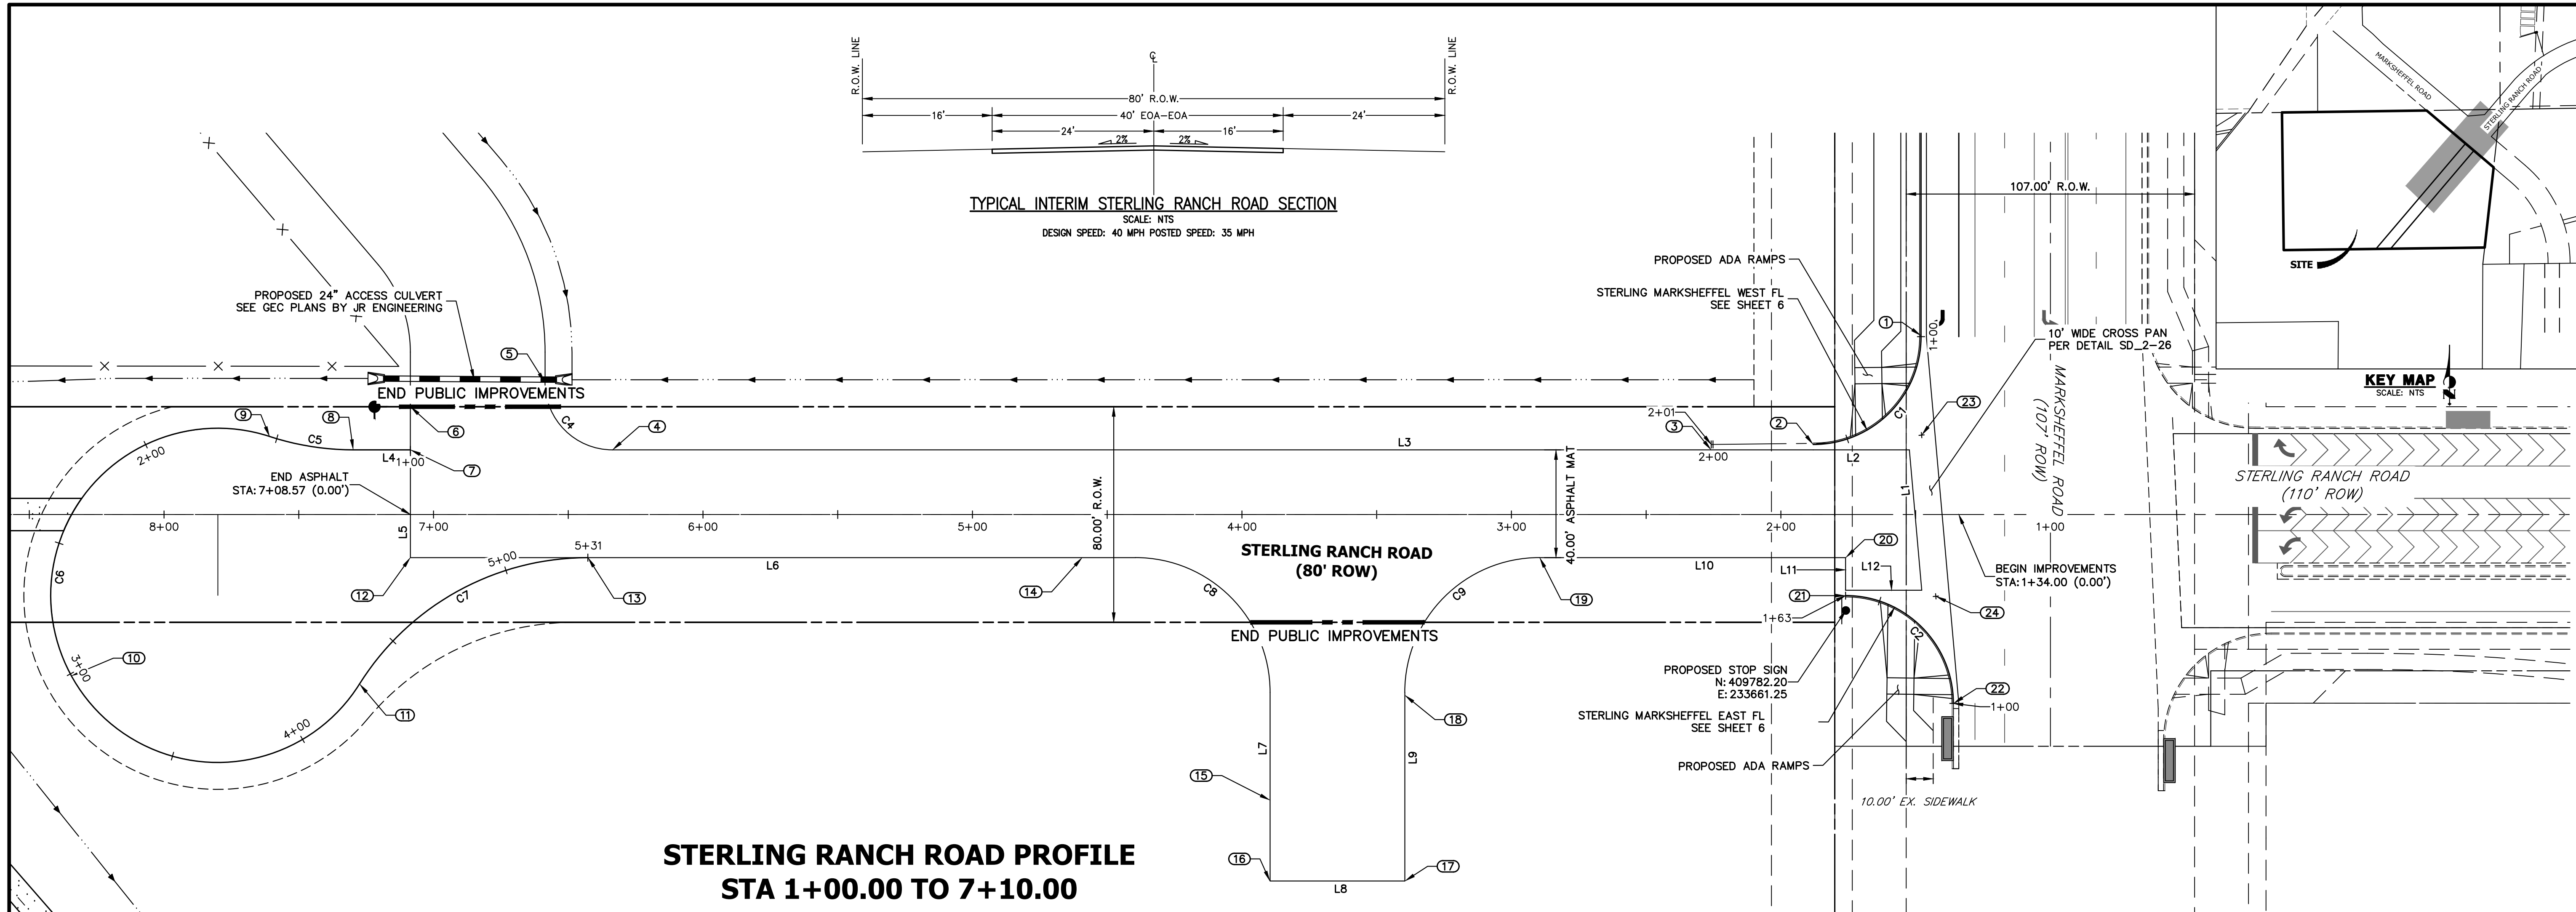 R.O.W. LINE
℄
R.O.W. LINE
80' R.O.W.
16'
40' EOA-EOA
24'
24'
16'
2%
2%
TYPICAL INTERIM STERLING RANCH ROAD SECTION
SCALE: NTS
DESIGN SPEED: 40 MPH POSTED SPEED: 35 MPH
MARKSHEFFEL ROAD
STERLING RANCH ROAD
STERLING RANCH ROAD
SITE
KEY MAP
SCALE: NTS
N
107.00' R.O.W.
PROPOSED ADA RAMPS
STERLING MARKSHEFFEL WEST FL
SEE SHEET 6
1
1+00
10' WIDE CROSS PAN
PER DETAIL SD_2-26
MARKSHEFFEL ROAD
(107' ROW)
PROPOSED 24" ACCESS CULVERT
SEE GEC PLANS BY JR ENGINEERING
5
END PUBLIC IMPROVEMENTS
9
8
6
C4
4
C5
L4
1+00
7
2+00
END ASPHALT
STA: 7+08.57 (0.00')
L3
2+01
3
2+00
2
C1
L2
23
L1
80.00' R.O.W.
40.00' ASPHALT MAT
STERLING RANCH ROAD
(110' ROW)
8+00
7+00
6+00
5+00
4+00
3+00
2+00
1+00
L5
C6
5+00
5+31
L6
12
13
14
C7
C8
C9
STERLING RANCH ROAD
(80' ROW)
19
L10
L11
L12
20
21
1+63
24
C2
BEGIN IMPROVEMENTS
STA: 1+34.00 (0.00')
END PUBLIC IMPROVEMENTS
10
3+00
11
4+00
PROPOSED STOP SIGN
N: 409782.20
E: 233661.25
22
1+00
STERLING MARKSHEFFEL EAST FL
SEE SHEET 6
PROPOSED ADA RAMPS
10.00' EX. SIDEWALK
18
L7
L9
15
16
L8
17
STERLING RANCH ROAD PROFILE
STA 1+00.00 TO 7+10.00